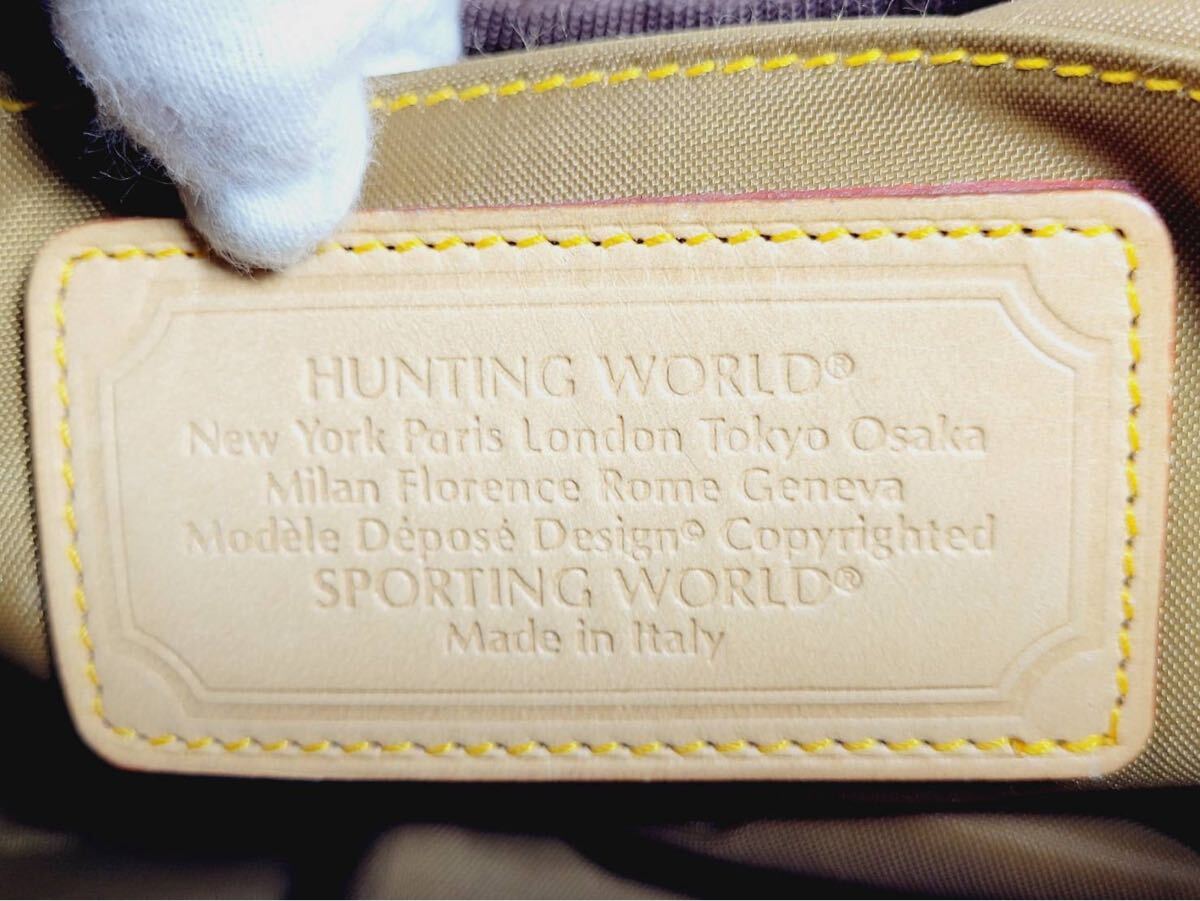 HUNTING WORLD®
New York Paris London Tokyo Osaka
Milan Florence Rome Geneva
Modèle Déposé Design© Copyrighted
SPORTING WORLD®
Made in Italy